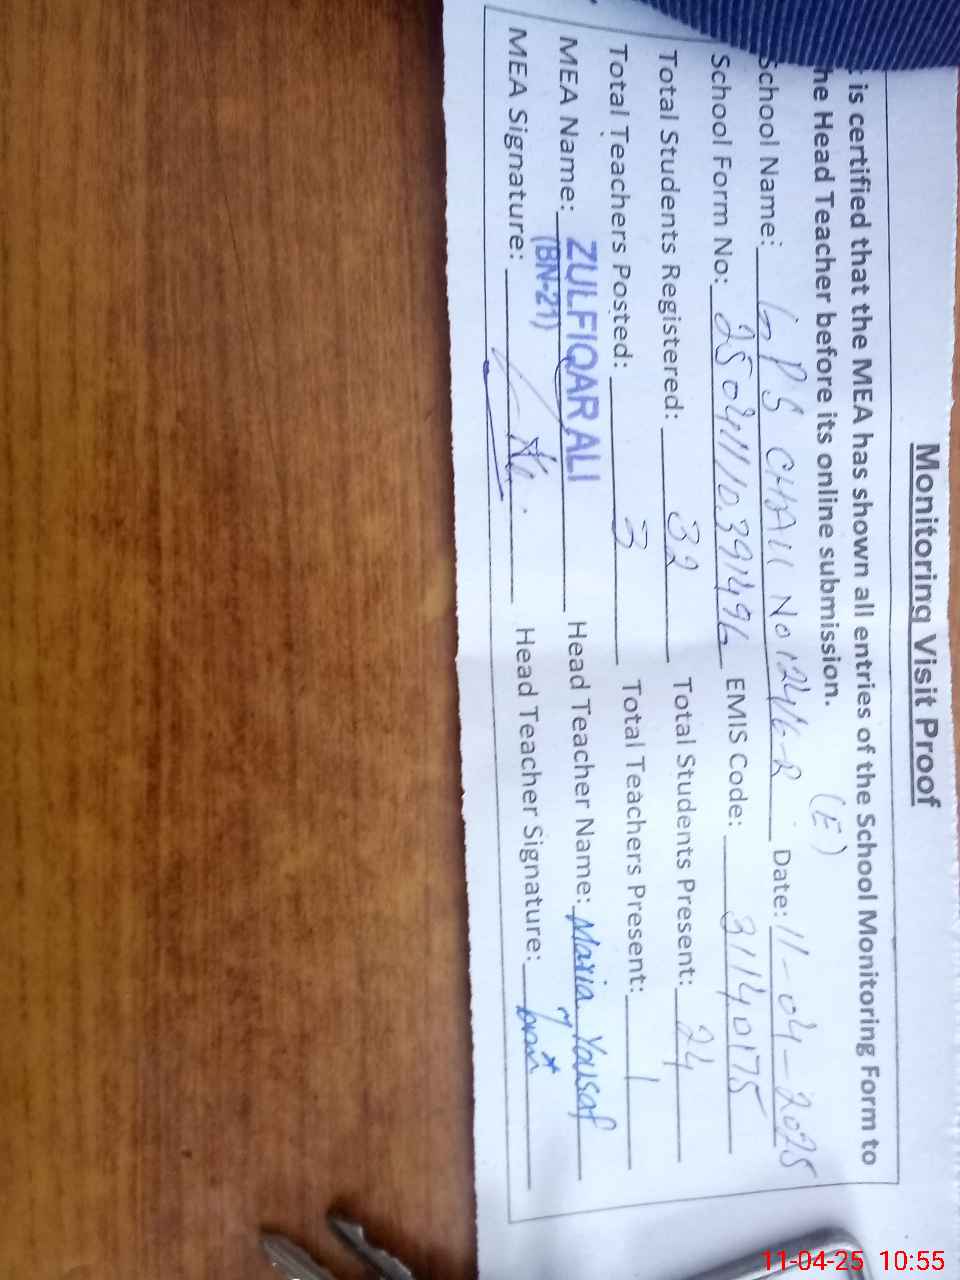 Monitoring Visit Proof
is certified that the MEA has shown all entries of the School Monitoring Form to
he Head Teacher before its online submission.
(E)
School Name: GPS CHAK No 124/6-R Date: 11-04-2025
School Form No: EMIS Code: 31140175
Total Students Registered: 32 Total Students Present: 24
Total Teachers Posted: 3 Total Teachers Present: 1
MEA Name: ZULFIQAR ALI Head Teacher Name: Maria Yousaf
(BN-21)
MEA Signature: Head Teacher Signature:
11-04-25 10:55